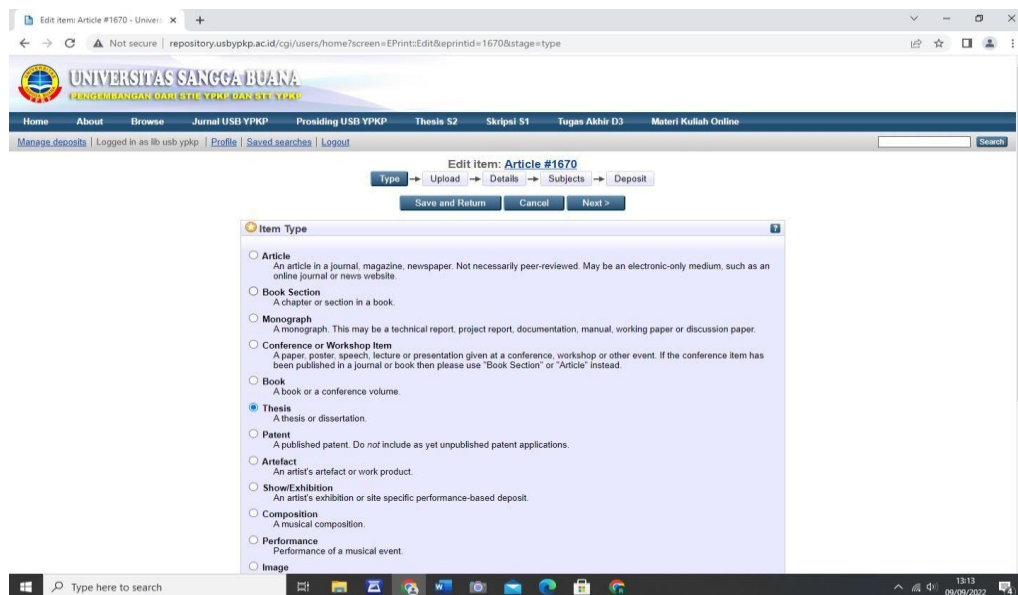 Edit item: Article #1670 - Univers
Not secure | repository.usbypkp.ac.id/cgi/users/home?screen=EPrint::Edit&eprintid=1670&stage=type
UNIVERSITAS SANGGA BUANA
PENGEMBANGAN DARI STIE YPKP DAN STT YPKP
Home About Browse Jurnal USB YPKP Prosiding USB YPKP Thesis S2 Skripsi S1 Tugas Akhir D3 Materi Kuliah Online
Manage deposits | Logged in as lib usb ypkp | Profile | Saved searches | Logout Search
Edit item: Article #1670
Type Upload Details Subjects Deposit
Save and Return Cancel Next >
Item Type ?
Article
An article in a journal, magazine, newspaper. Not necessarily peer-reviewed. May be an electronic-only medium, such as an
online journal or news website.
Book Section
A chapter or section in a book.
Monograph
A monograph. This may be a technical report, project report, documentation, manual, working paper or discussion paper.
Conference or Workshop Item
A paper, poster, speech, lecture or presentation given at a conference, workshop or other event. If the conference item has
been published in a journal or book then please use "Book Section" or "Article" instead.
Book
A book or a conference volume.
Thesis
A thesis or dissertation.
Patent
A published patent. Do not include as yet unpublished patent applications.
Artefact
An artist's artefact or work product.
Show/Exhibition
An artist's exhibition or site specific performance-based deposit.
Composition
A musical composition.
Performance
Performance of a musical event.
Image
Type here to search
13:13
09/09/2022